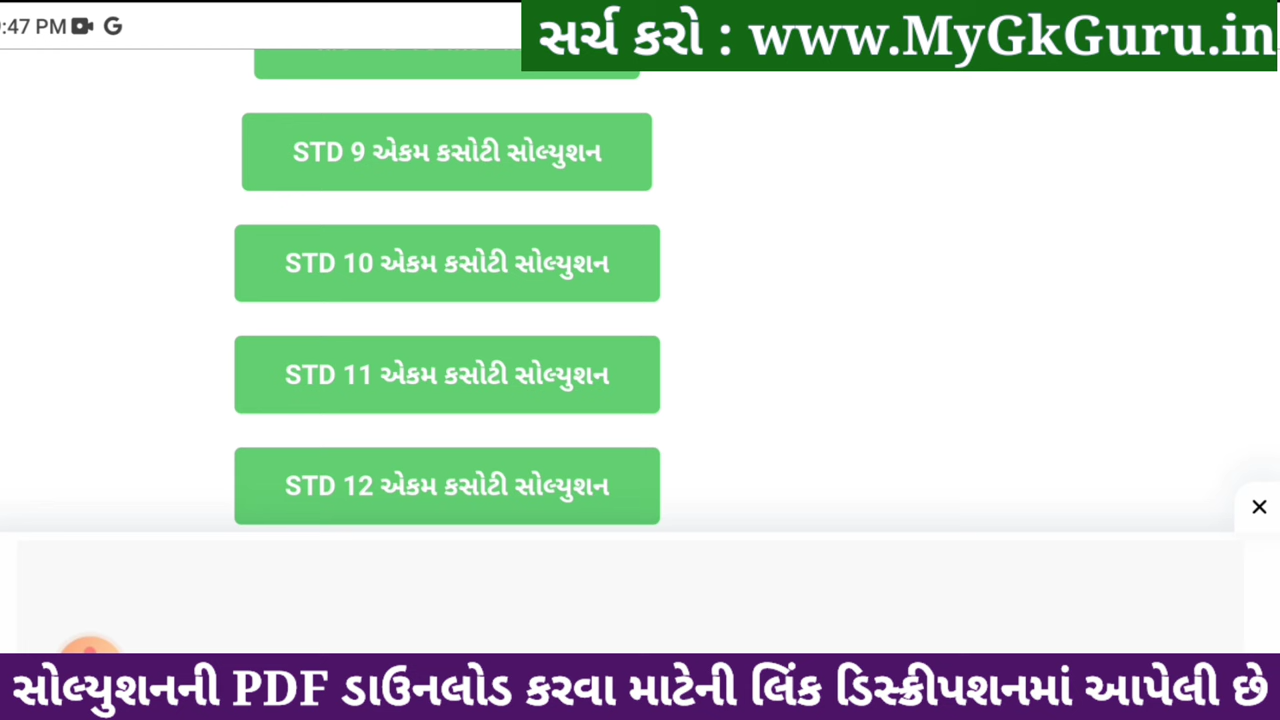 :47 PM G
સર્ચ કરો : www.MyGkGuru.in
STD 9 એકમ કસોટી સોલ્યુશન
STD 10 એકમ કસોટી સોલ્યુશન
STD 11 એકમ કસોટી સોલ્યુશન
STD 12 એકમ કસોટી સોલ્યુશન
સોલ્યુશનની PDF ડાઉનલોડ કરવા માટેની લિંક ડિસ્ક્રીપશનમાં આપેલી છે